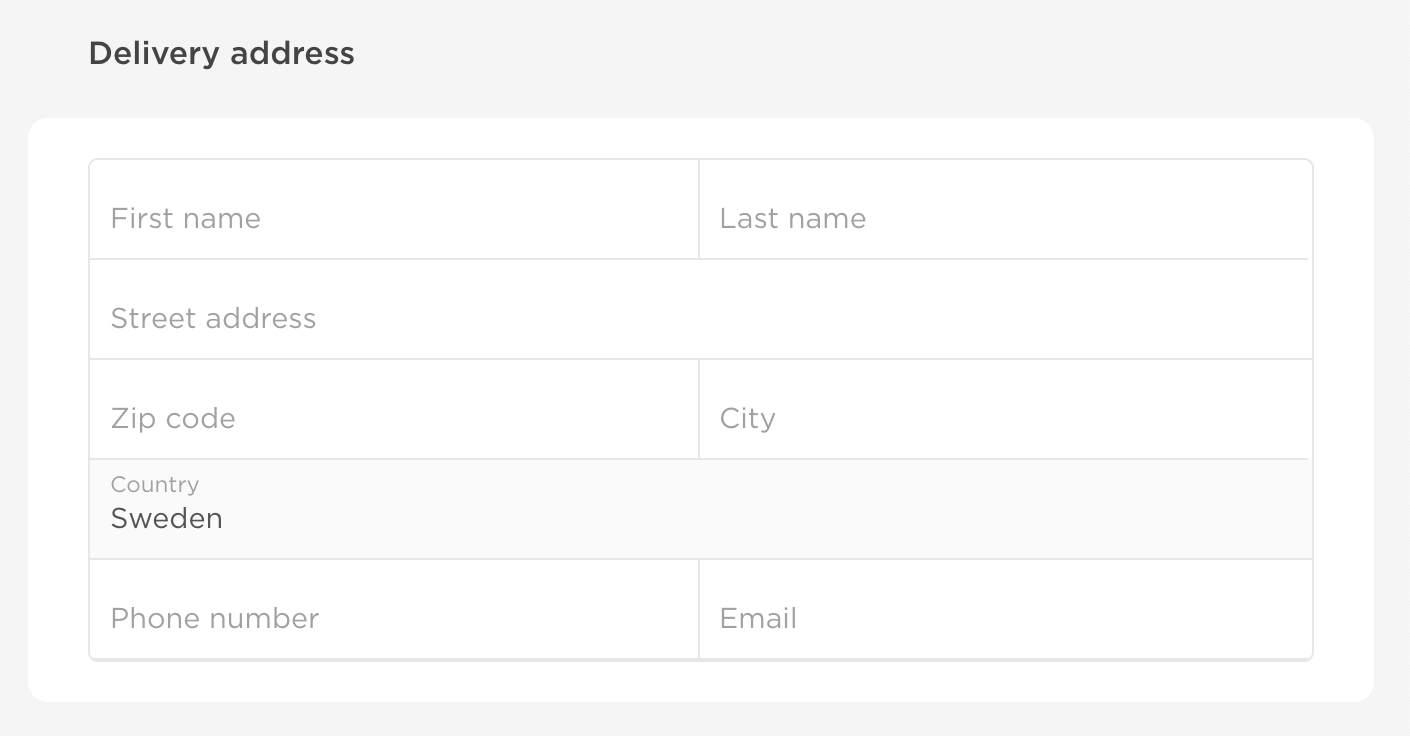 Delivery address
First name
Last name
Street address
Zip code
City
Country
Sweden
Phone number
Email